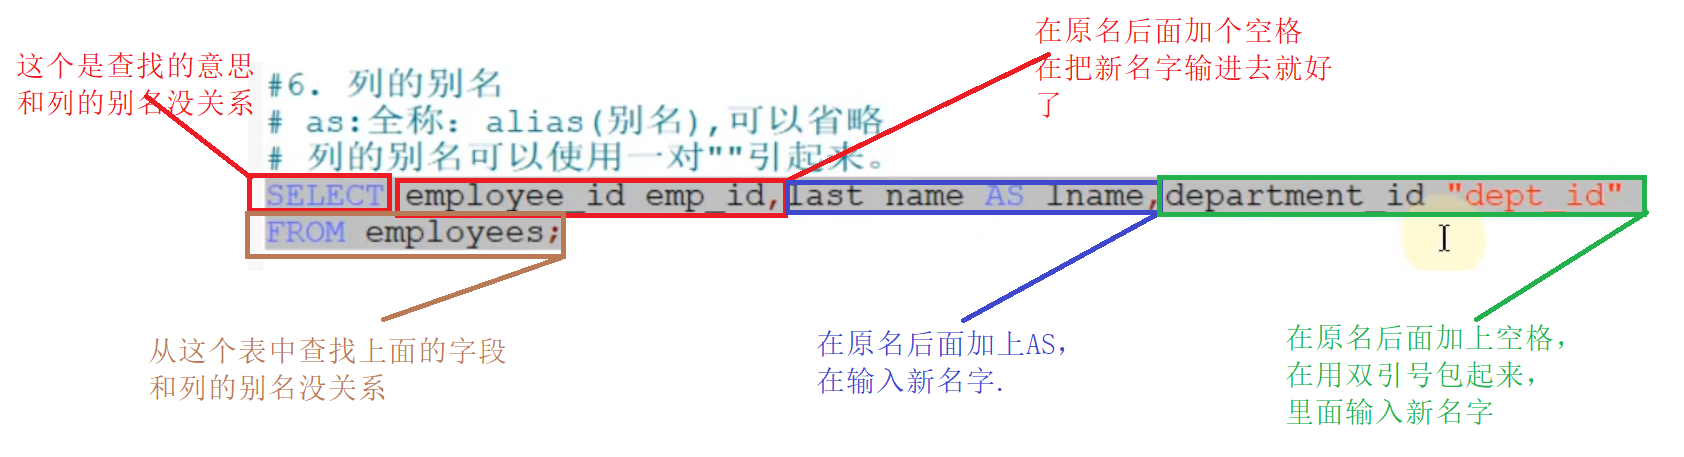 在原名后面加个空格
在把新名字输进去就好
了
这个是查找的意思
和列的别名没关系
#6. 列的别名
# as:全称: alias(别名),可以省略
# 列的别名可以使用一对""引起来。
SELECT employee_id emp_id,last_name AS lname,department_id "dept_id"
FROM employees;
从这个表中查找上面的字段
和列的别名没关系
在原名后面加上AS,
在输入新名字.
在原名后面加上空格,
在用双引号包起来,
里面输入新名字